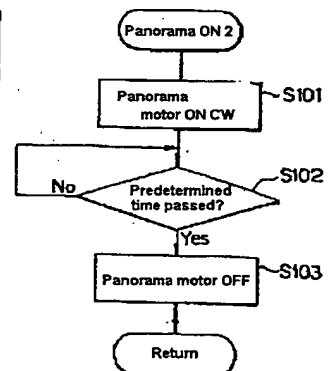 Panorama ON 2
Panorama
motor ON CW
S101
No
Predetermined
time passed?
S102
Yes
Panorama motor OFF
S103
Return